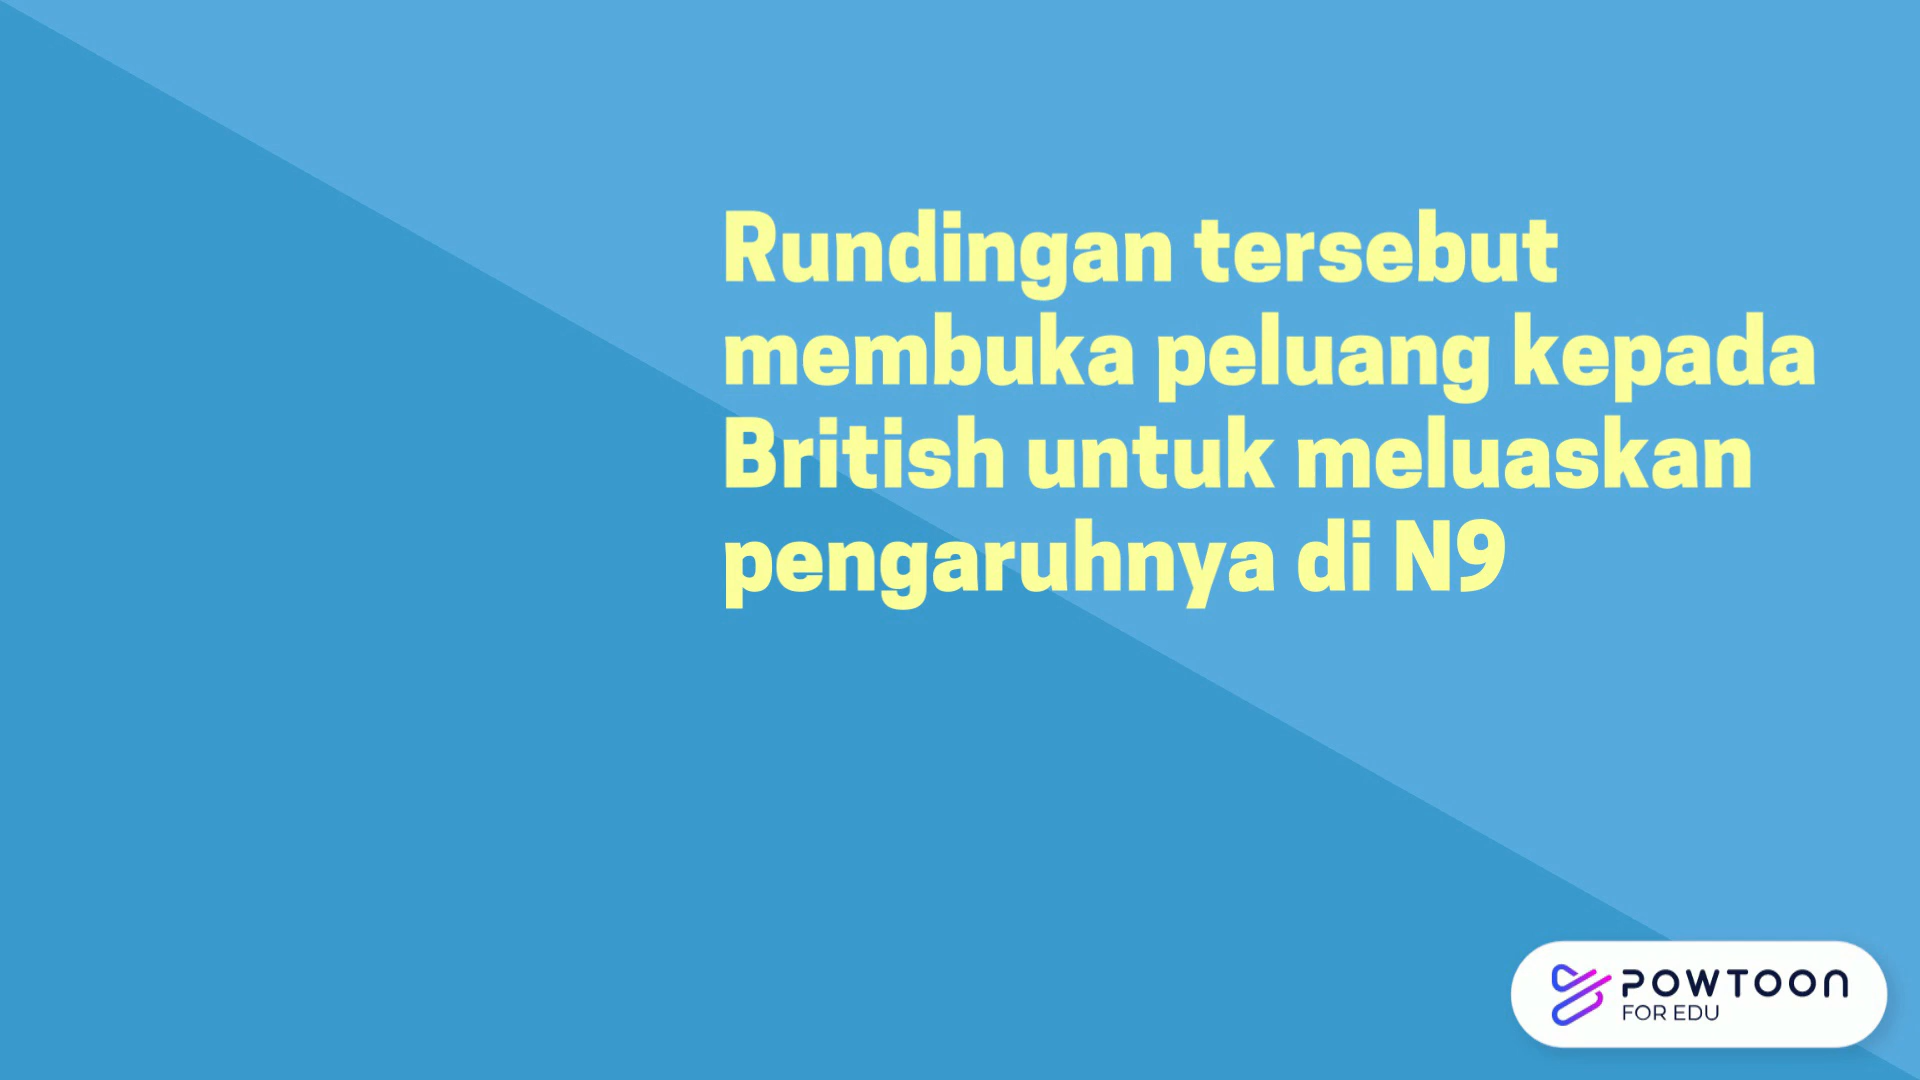 Rundingan tersebut
membuka peluang kepada
British untuk meluaskan
pengaruhnya di N9
POWTOON
FOR EDU